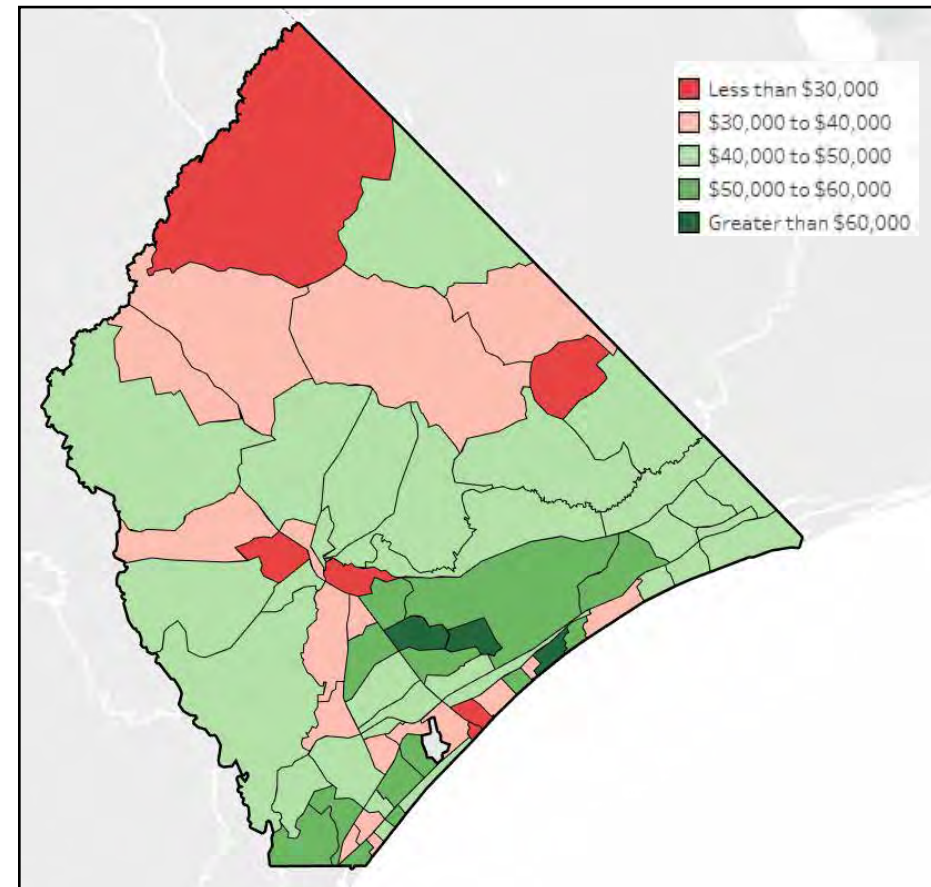 Less than $30,000
$30,000 to $40,000
$40,000 to $50,000
$50,000 to $60,000
Greater than $60,000